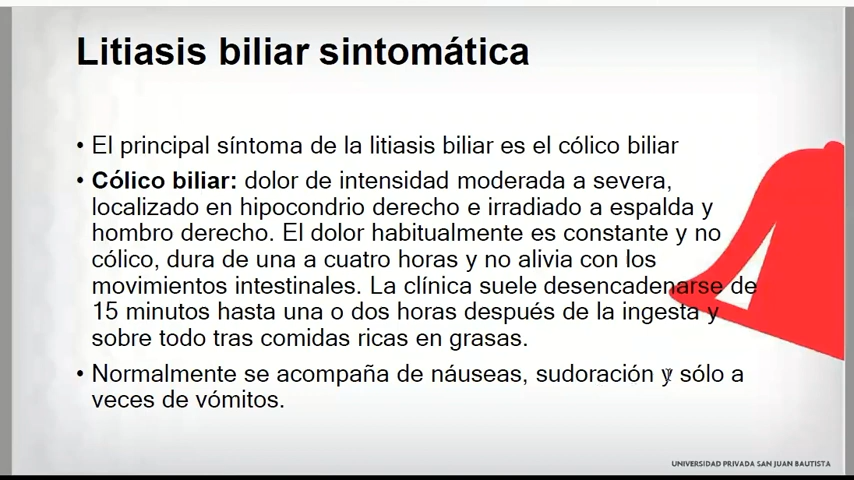 Litiasis biliar sintomática
• El principal síntoma de la litiasis biliar es el cólico biliar
• Cólico biliar: dolor de intensidad moderada a severa,
localizado en hipocondrio derecho e irradiado a espalda y
hombro derecho. El dolor habitualmente es constante y no
cólico, dura de una a cuatro horas y no alivia con los
movimientos intestinales. La clínica suele desencadenarse de
15 minutos hasta una o dos horas después de la ingesta y
sobre todo tras comidas ricas en grasas.
• Normalmente se acompaña de náuseas, sudoración y sólo a
veces de vómitos.
UNIVERSIDAD PRIVADA SAN JUAN BAUTISTA